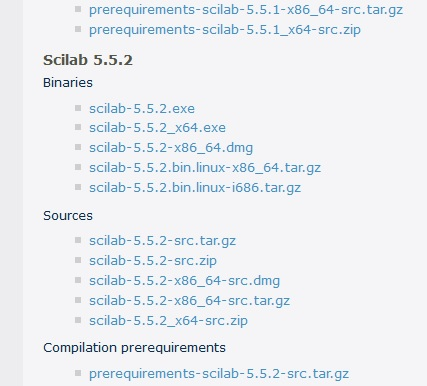 prerequirements-scilab-5.5.1-x86_64-src.tar.gz
prerequirements-scilab-5.5.1_x64-src.zip
Scilab 5.5.2
Binaries
scilab-5.5.2.exe
scilab-5.5.2_x64.exe
scilab-5.5.2-x86_64.dmg
scilab-5.5.2.bin.linux-x86_64.tar.gz
scilab-5.5.2.bin.linux-i686.tar.gz
Sources
scilab-5.5.2-src.tar.gz
scilab-5.5.2-src.zip
scilab-5.5.2-x86_64-src.dmg
scilab-5.5.2-x86_64-src.tar.gz
scilab-5.5.2_x64-src.zip
Compilation prerequirements
prerequirements-scilab-5.5.2-src.tar.gz